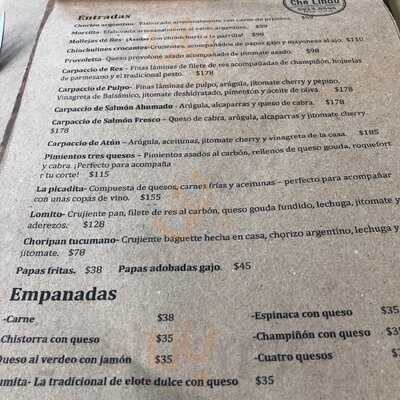 Che Lindo
Entradas
Chorizo argentino- Elaborado artesanalmente con carne de primera. $59
Morcilla- Elaborada artesanalmente al estilo argentino. $59
Mollejas de Res- Asadas con chimichurri a la parrilla! $99
Chinchulines crocantes-Crujientes, acompañados de papas gajo y mayonesa al ajo. $110
Provoleta- Queso provolone asado acompañado de jitomate asado. $98
Carpaccio de Res – Finas láminas de filete de res acompañadas de champiñón, hojuelas
de parmesano y el tradicional pesto. $178
Carpaccio de Pulpo- Finas láminas de pulpo, arúgula, jitomate cherry y pepino.
Vinagreta de Balsámico, jitomate deshidratado, pimentón y aceite de oliva. $178
Carpaccio de Salmón Ahumado - Arúgula, alcaparras y queso de cabra. $178
Carpaccio de Salmón Fresco – Queso de cabra, arúgula, alcaparras y jitomate cherry
$178
Carpaccio de Atún – Arúgula, aceitunas, jitomate cherry y vinagreta de la casa. $185
Pimientos tres quesos – Pimientos asados al carbón, rellenos de queso gouda, roquefort
y cabra. ¡Perfecto para acompaña
r tu corte! $115
La picadita- Compuesta de quesos, carnes frías y aceitunas – perfecto para acompañar
con unas copas de vino. $155
Lomito- Crujiente pan, filete de res al carbón, queso gouda fundido, lechuga, jitomate y
aderezos. $128
Choripan tucumano- Crujiente baguette hecha en casa, chorizo argentino, lechuga y
jitomate. $78
Papas fritas. $38 Papas adobadas gajo. $45
Empanadas
-Carne $38 -Espinaca con queso $35
-Chistorra con queso $35 -Champiñón con queso $35
Queso al verdeo con jamón $35 -Cuatro quesos
umita- La tradicional de elote dulce con queso $35